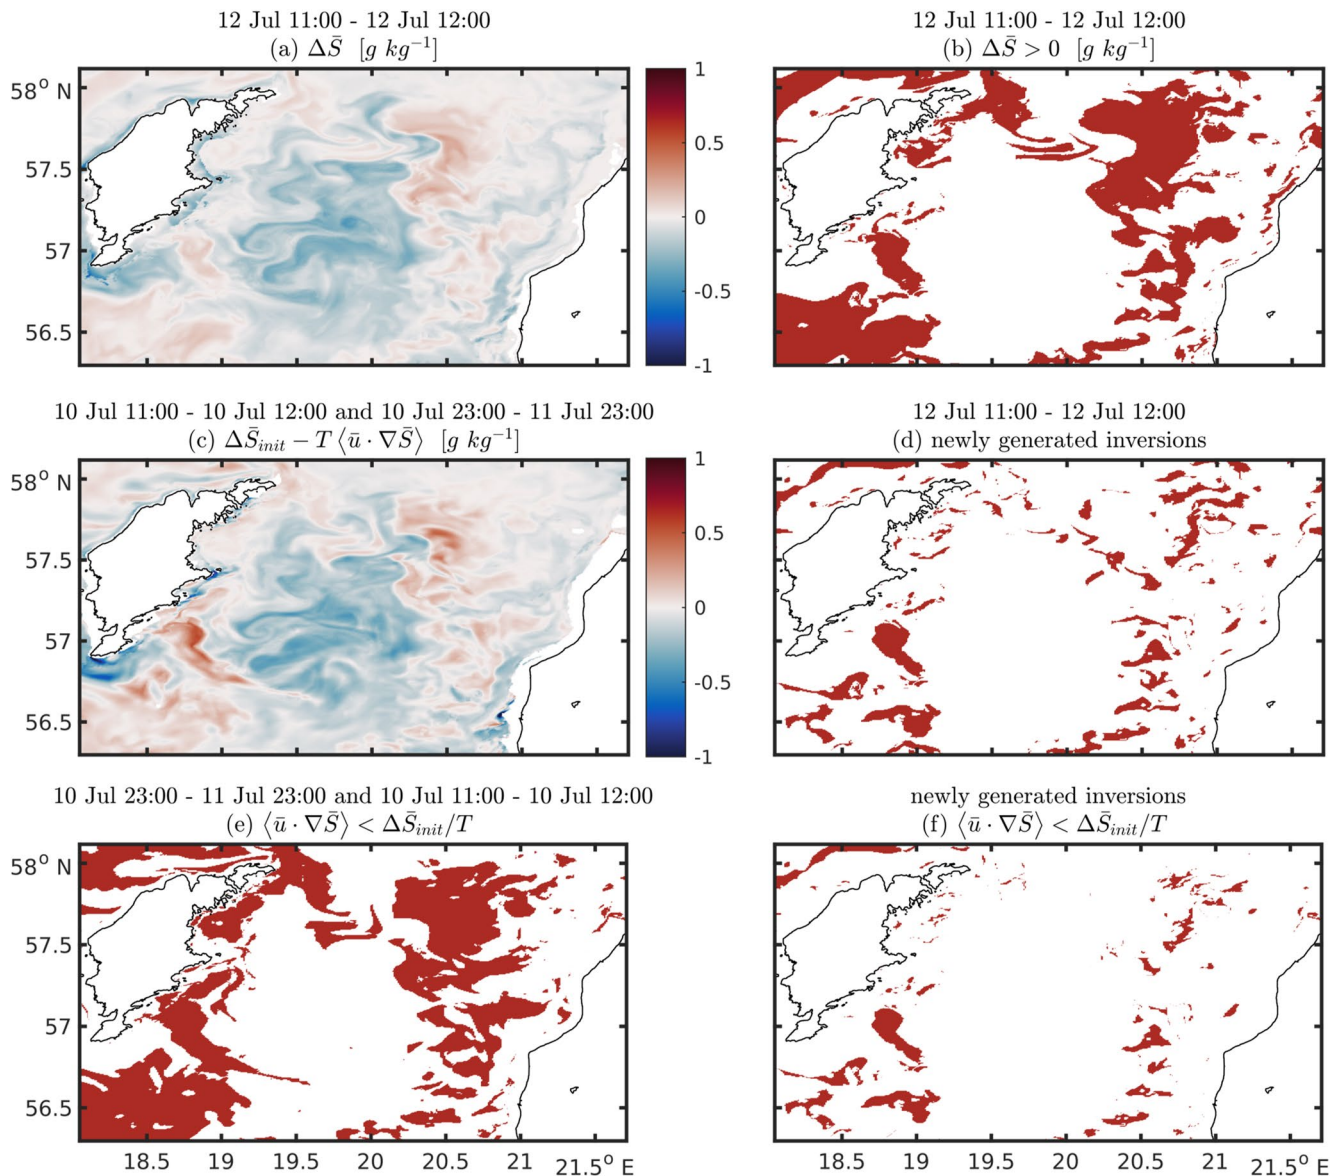 12 Jul 11:00 - 12 Jul 12:00
(a) ΔS̄ [g kg⁻¹]
12 Jul 11:00 - 12 Jul 12:00
(b) ΔS̄ > 0 [g kg⁻¹]
58° N
57.5
57
56.5
1
0.5
0
-0.5
-1
10 Jul 11:00 - 10 Jul 12:00 and 10 Jul 23:00 - 11 Jul 23:00
(c) ΔS̄init − T⟨ū · ∇S̄⟩ [g kg⁻¹]
12 Jul 11:00 - 12 Jul 12:00
(d) newly generated inversions
58° N
57.5
57
56.5
1
0.5
0
-0.5
-1
10 Jul 23:00 - 11 Jul 23:00 and 10 Jul 11:00 - 10 Jul 12:00
(e) ⟨ū · ∇S̄⟩ < ΔS̄init/T
newly generated inversions
(f) ⟨ū · ∇S̄⟩ < ΔS̄init/T
58° N
57.5
57
56.5
18.5 19 19.5 20 20.5 21 21.5° E
18.5 19 19.5 20 20.5 21 21.5° E